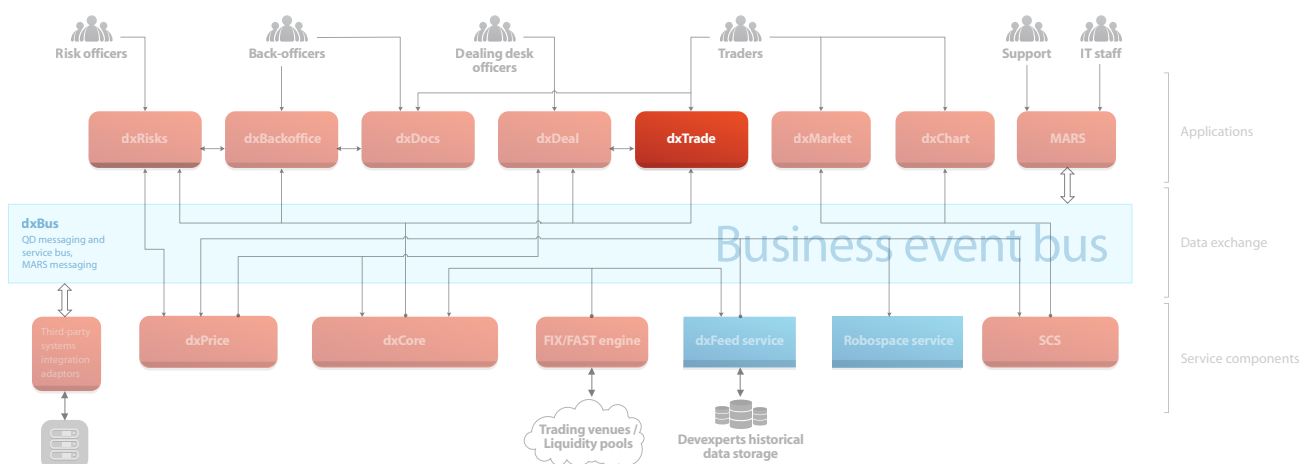 Risk officers
Back-officers
Dealing desk
officers
Traders
Support
IT staff
dxRisks
dxBackoffice
dxDocs
dxDeal
dxTrade
dxMarket
dxChart
MARS
Applications
dxBus
QD messaging and
service bus,
MARS messaging
Business event bus
Data exchange
Third-party
systems
integration
adaptors
dxPrice
dxCore
FIX/FAST engine
dxFeed service
Robospace service
SCS
Service components
Trading venues /
Liquidity pools
Devexperts historical
data storage